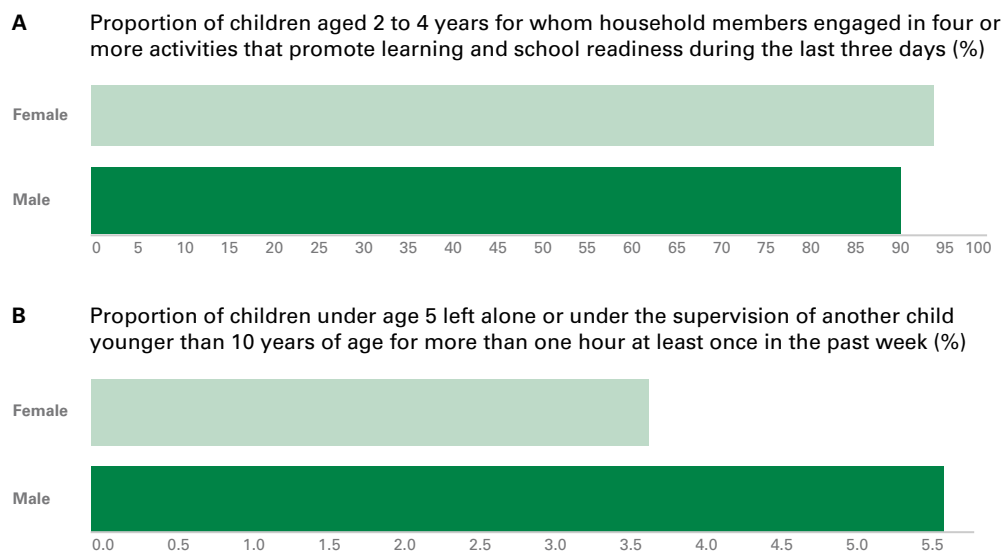 A Proportion of children aged 2 to 4 years for whom household members engaged in four or
more activities that promote learning and school readiness during the last three days (%)
Female
Male
0 5 10 15 20 25 30 35 40 45 50 55 60 65 70 75 80 85 90 95 100
B Proportion of children under age 5 left alone or under the supervision of another child
younger than 10 years of age for more than one hour at least once in the past week (%)
Female
Male
0.0 0.5 1.0 1.5 2.0 2.5 3.0 3.5 4.0 4.5 5.0 5.5